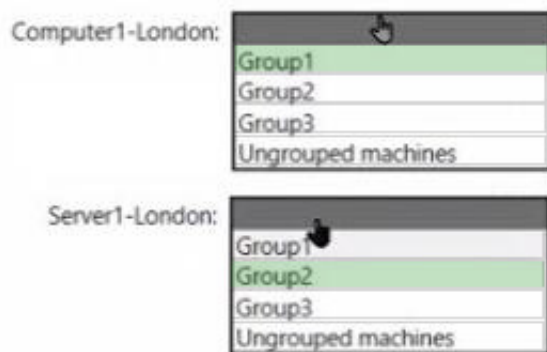 Computer1-London:
Group1
Group2
Group3
Ungrouped machines
Server1-London:
Group1
Group2
Group3
Ungrouped machines